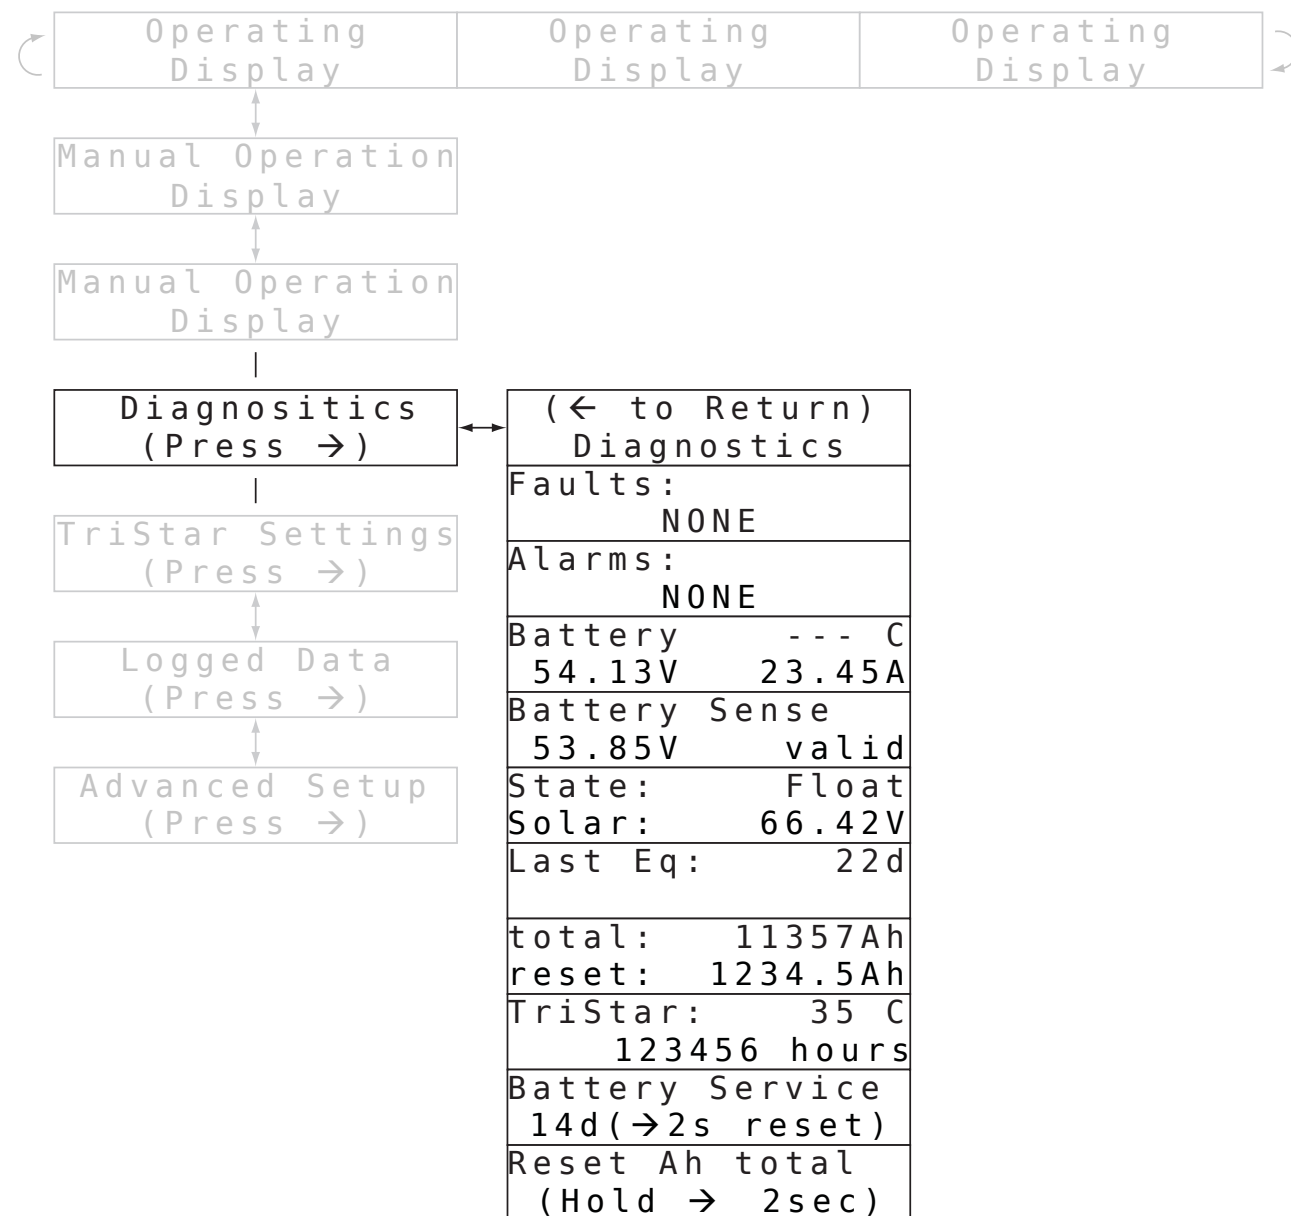 Operating
Display
Operating
Display
Operating
Display
Manual Operation
Display
Manual Operation
Display
Diagnositics
(Press →)
TriStar Settings
(Press →)
Logged Data
(Press →)
Advanced Setup
(Press →)
(← to Return)
Diagnostics
Faults:
NONE
Alarms:
NONE
Battery --- C
54.13V 23.45A
Battery Sense
53.85V valid
State: Float
Solar: 66.42V
Last Eq: 22d
total: 11357Ah
reset: 1234.5Ah
TriStar: 35 C
123456 hours
Battery Service
14d(→2s reset)
Reset Ah total
(Hold → 2sec)